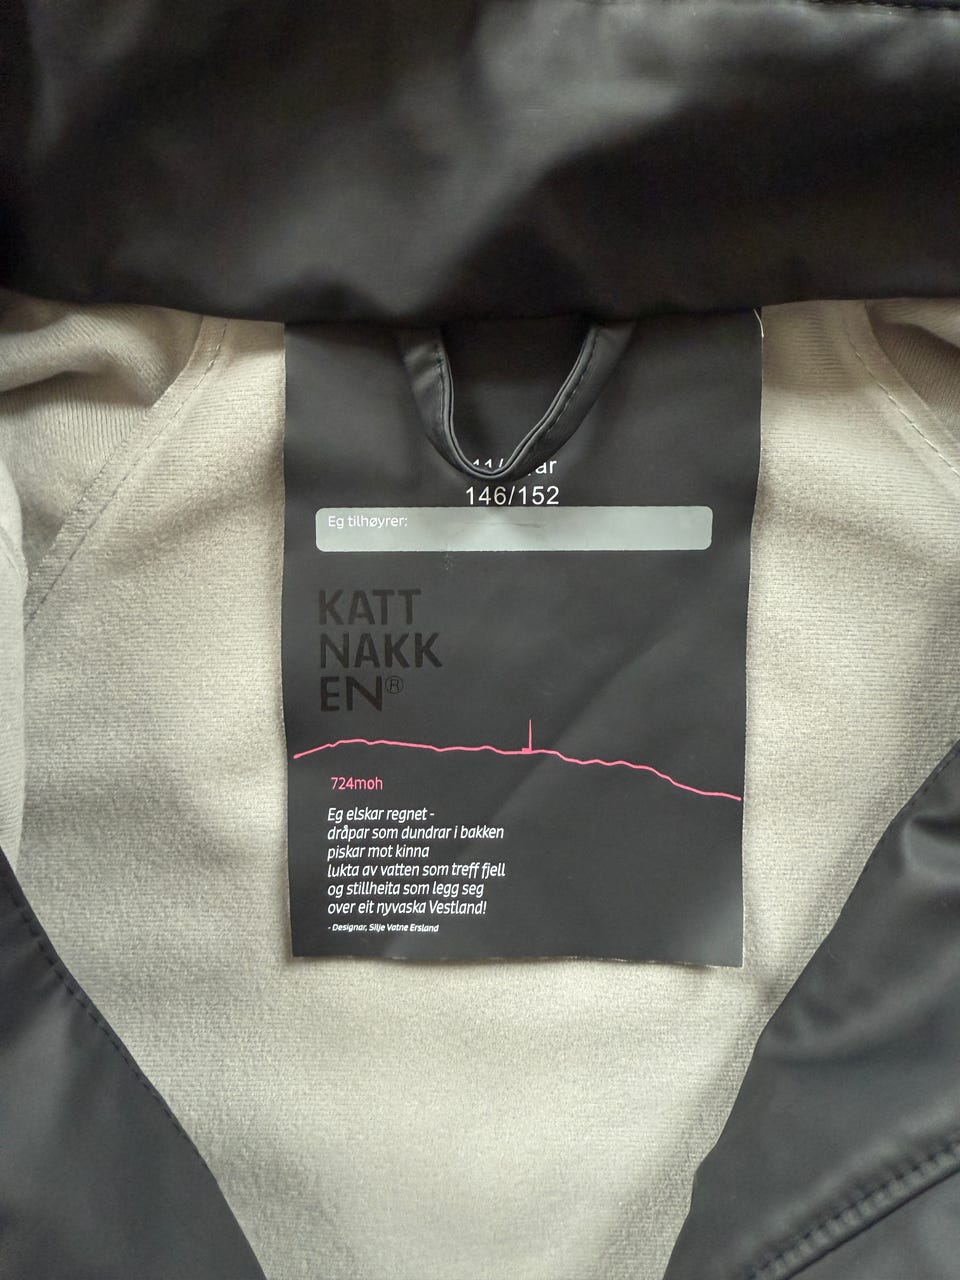 146/152
Eg tilhøyrer:
KATT
NAKK
EN®
724moh
Eg elskar regnet -
dråpar som dundrar i bakken
piskar mot kinna
lukta av vatten som treff fjell
og stillheita som legg seg
over eit nyvaska Vestland!
- Designar, Silje Vatne Ersland